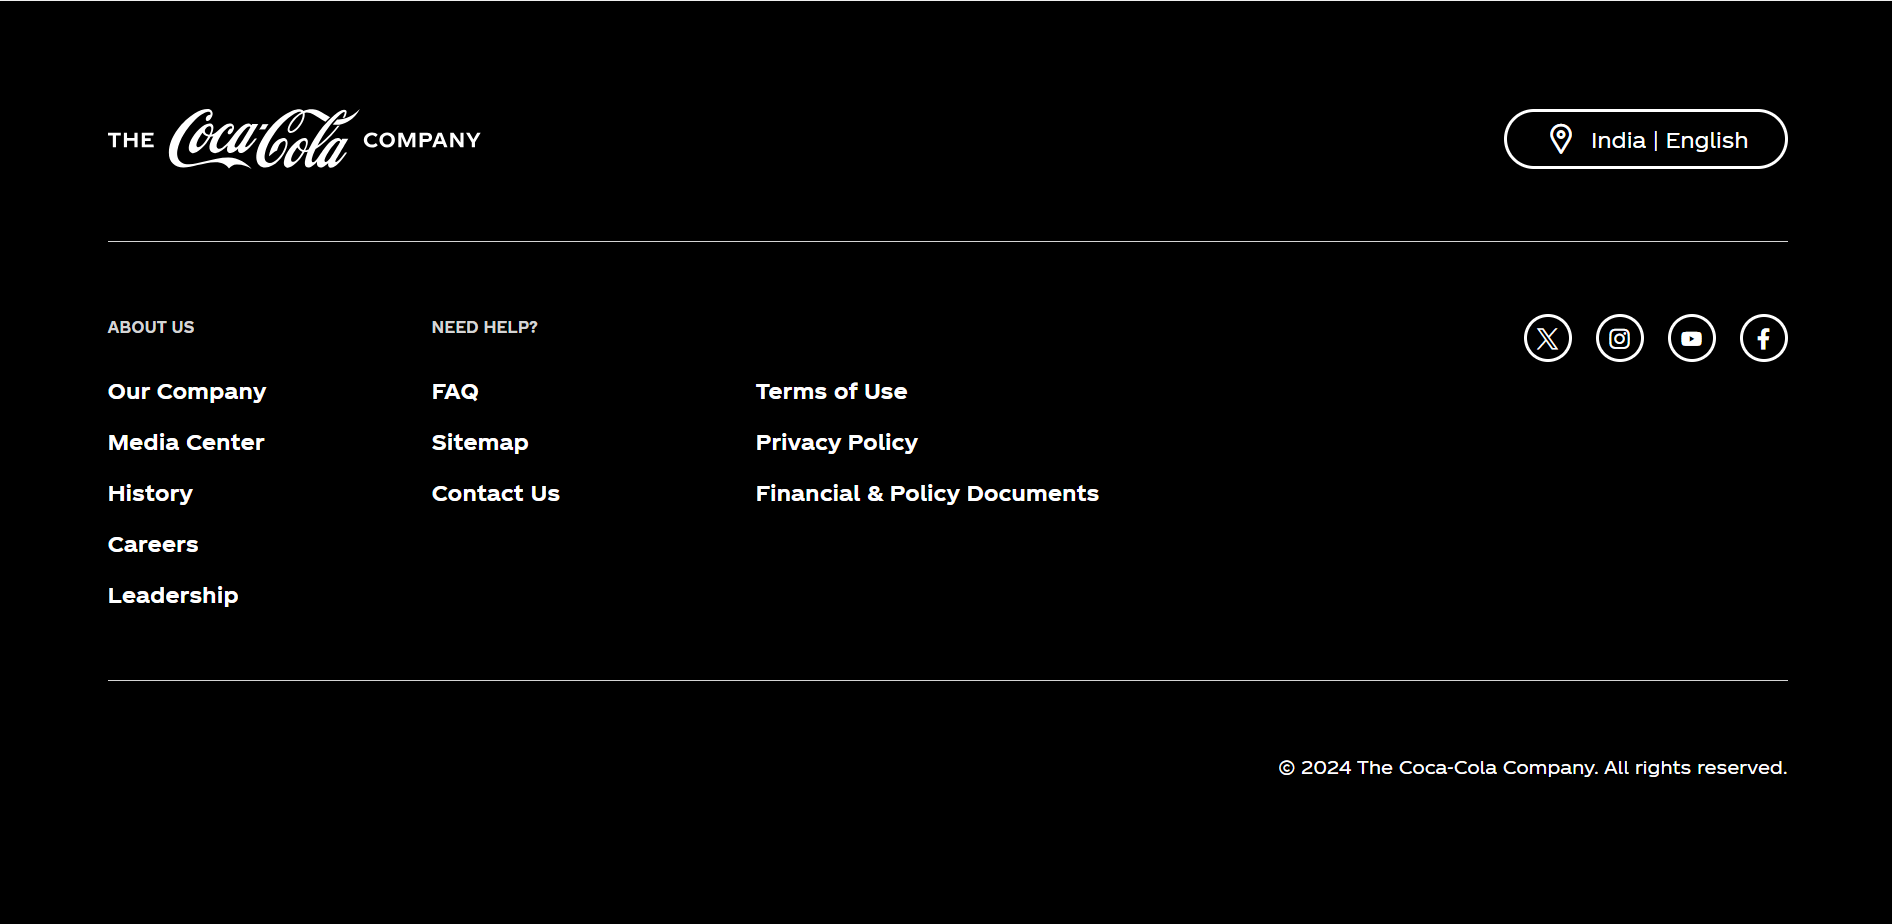 THE Coca-Cola COMPANY
India | English
ABOUT US
Our Company
Media Center
History
Careers
Leadership
NEED HELP?
FAQ
Sitemap
Contact Us
Terms of Use
Privacy Policy
Financial & Policy Documents
© 2024 The Coca-Cola Company. All rights reserved.